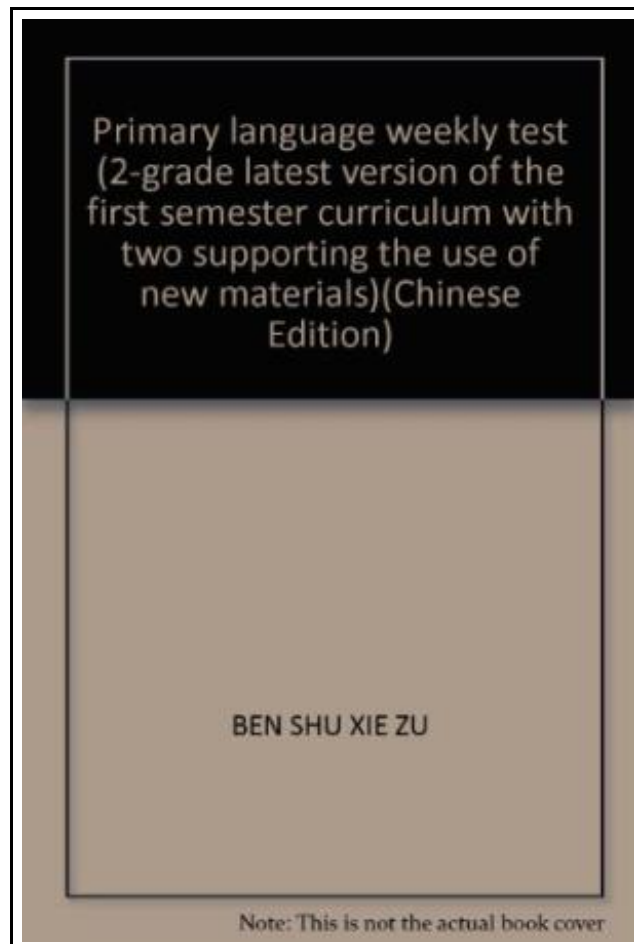 Primary language weekly test
(2-grade latest version of the
first semester curriculum with
two supporting the use of
new materials)(Chinese
Edition)
BEN SHU XIE ZU
Note: This is not the actual book cover